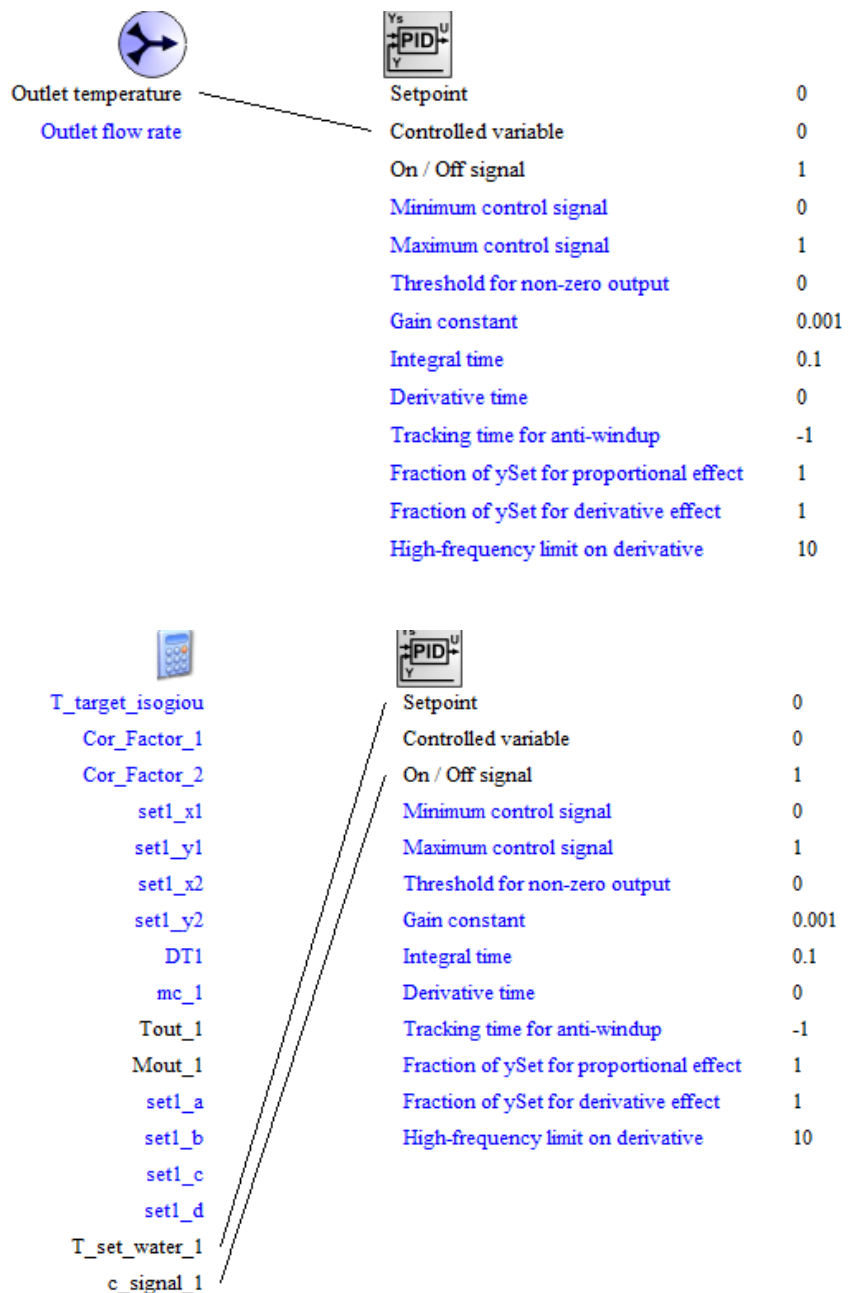 Ys
PID
U
Y
Outlet temperature Setpoint 0
Outlet flow rate Controlled variable 0
On / Off signal 1
Minimum control signal 0
Maximum control signal 1
Threshold for non-zero output 0
Gain constant 0.001
Integral time 0.1
Derivative time 0
Tracking time for anti-windup -1
Fraction of ySet for proportional effect 1
Fraction of ySet for derivative effect 1
High-frequency limit on derivative 10
Ys
PID
U
Y
T_target_isogiou Setpoint 0
Cor_Factor_1 Controlled variable 0
Cor_Factor_2 On / Off signal 1
set1_x1 Minimum control signal 0
set1_y1 Maximum control signal 1
set1_x2 Threshold for non-zero output 0
set1_y2 Gain constant 0.001
DT1 Integral time 0.1
mc_1 Derivative time 0
Tout_1 Tracking time for anti-windup -1
Mout_1 Fraction of ySet for proportional effect 1
set1_a Fraction of ySet for derivative effect 1
set1_b High-frequency limit on derivative 10
set1_c
set1_d
T_set_water_1
c_signal_1